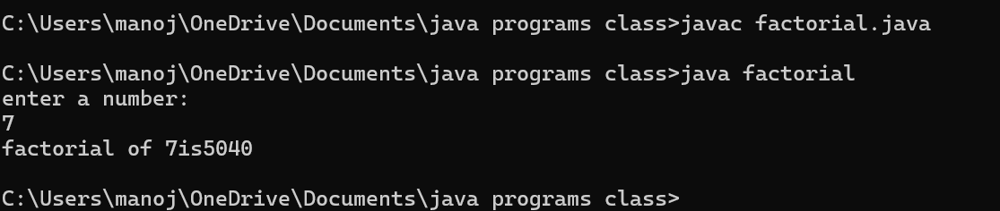 C:\Users\manoj\OneDrive\Documents\java programs class>javac factorial.java
C:\Users\manoj\OneDrive\Documents\java programs class>java factorial
enter a number:
7
factorial of 7is5040
C:\Users\manoj\OneDrive\Documents\java programs class>